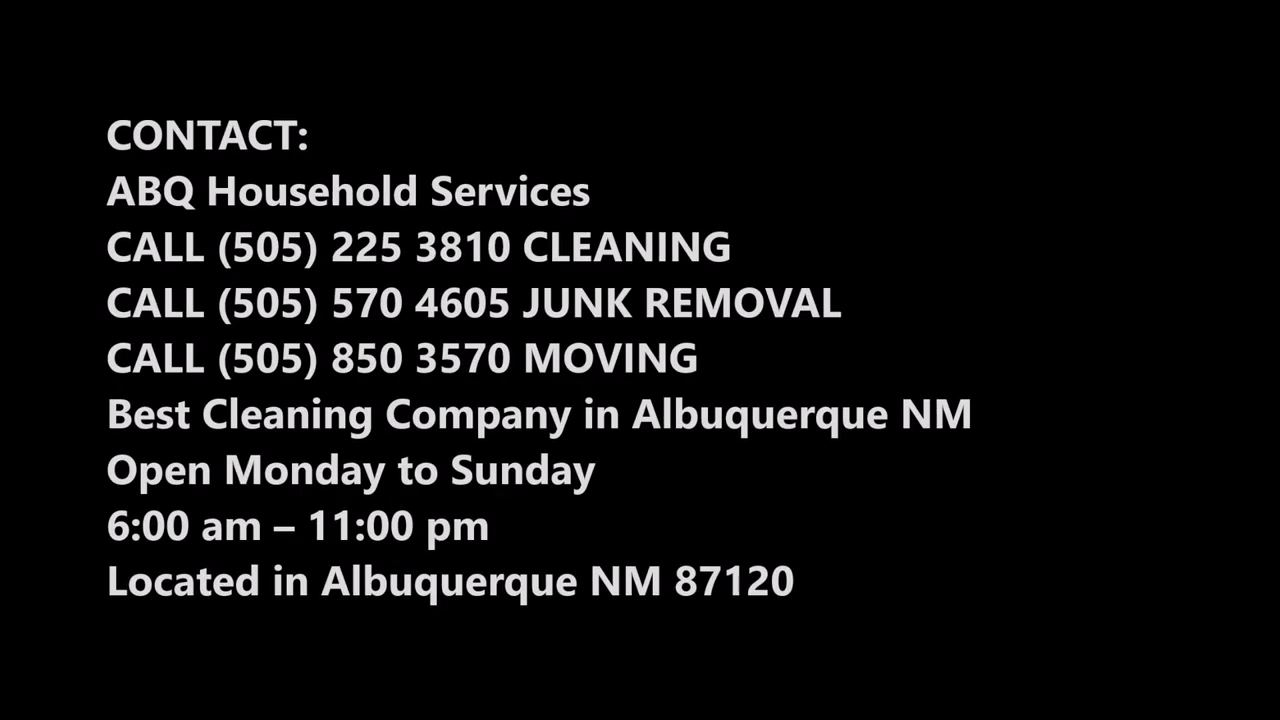 CONTACT:
ABQ Household Services
CALL (505) 225 3810 CLEANING
CALL (505) 570 4605 JUNK REMOVAL
CALL (505) 850 3570 MOVING
Best Cleaning Company in Albuquerque NM
Open Monday to Sunday
6:00 am – 11:00 pm
Located in Albuquerque NM 87120